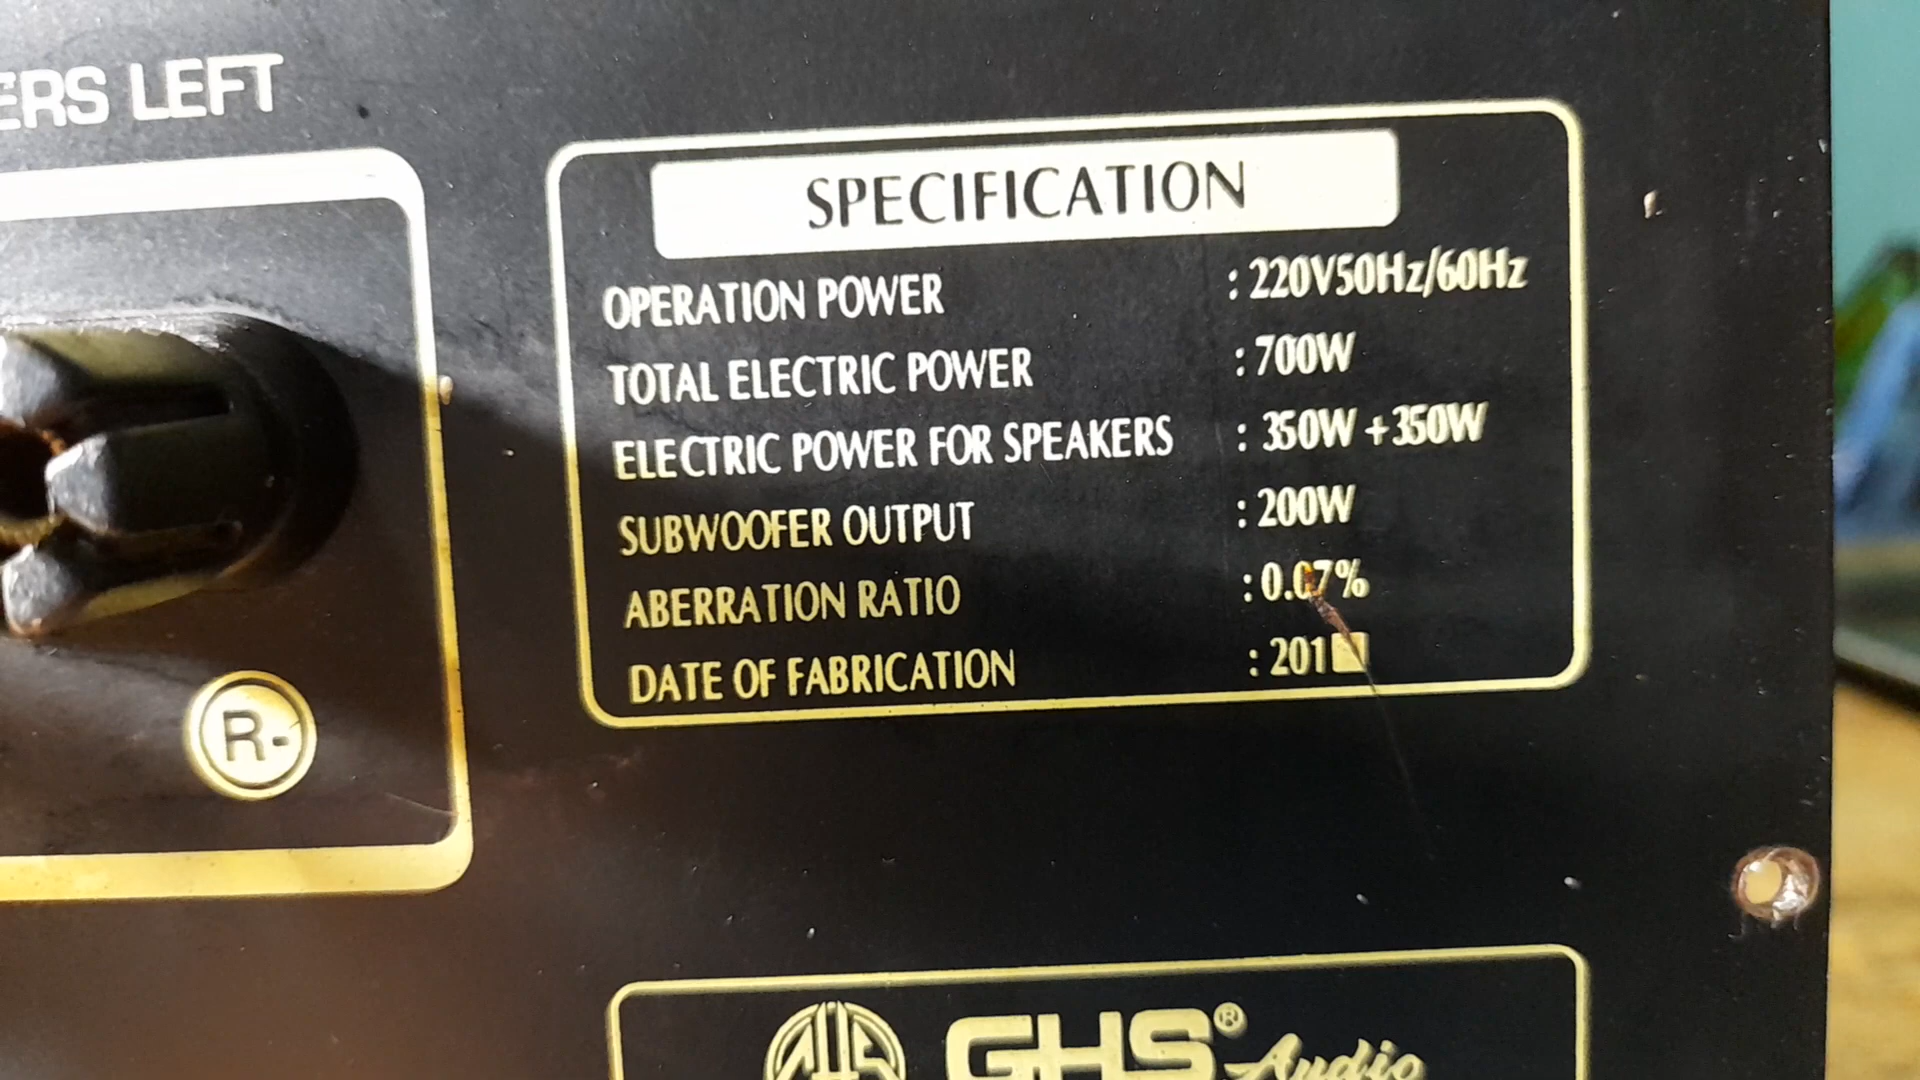 ERS LEFT
SPECIFICATION
OPERATION POWER : 220V50Hz/60Hz
TOTAL ELECTRIC POWER : 700W
ELECTRIC POWER FOR SPEAKERS : 350W +350W
SUBWOOFER OUTPUT : 200W
ABERRATION RATIO : 0.07%
DATE OF FABRICATION : 201
R-
GHS® Audio